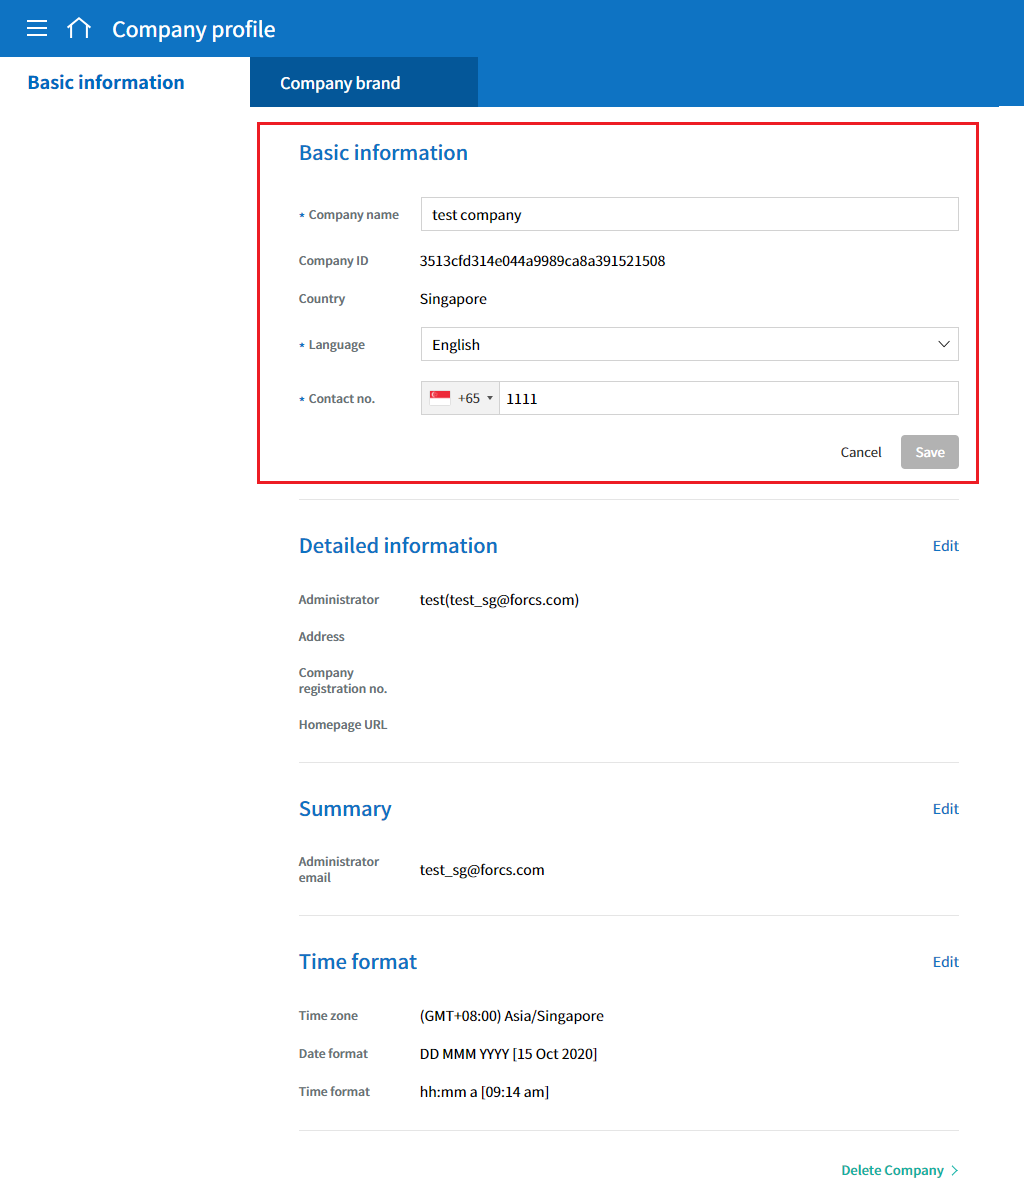 Company profile
Basic information
Company brand
Basic information
* Company name test company
Company ID 3513cfd314e044a9989ca8a391521508
Country Singapore
* Language English
* Contact no. +65 1111
Cancel Save
Detailed information Edit
Administrator test(test_sg@forcs.com)
Address
Company
registration no.
Homepage URL
Summary Edit
Administrator
email
test_sg@forcs.com
Time format Edit
Time zone (GMT+08:00) Asia/Singapore
Date format DD MMM YYYY [15 Oct 2020]
Time format hh:mm a [09:14 am]
Delete Company